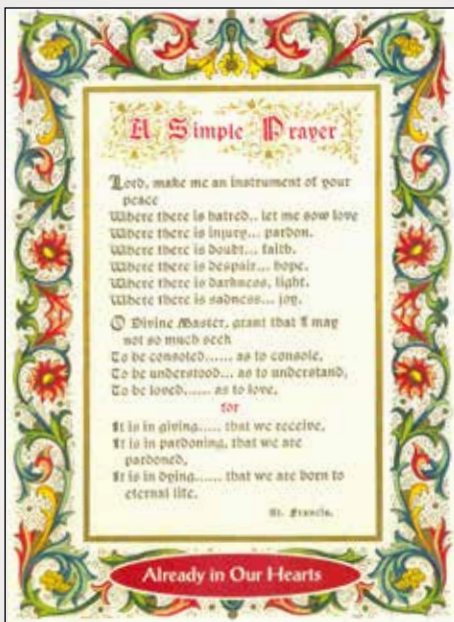 A Simple Prayer
Lord, make me an instrument of your
peace
Where there is hatred.. let me sow love
Where there is injury... pardon.
Where there is doubt... faith.
Where there is despair... hope.
Where there is darkness, light.
Where there is sadness... joy.
O Divine Master, grant that I may
not so much seek
To be consoled...... as to console,
To be understood... as to understand,
To be loved...... as to love,
for
It is in giving..... that we receive,
It is in pardoning, that we are
pardoned,
It is in dying...... that we are born to
eternal life.
St. Francis.
Already in Our Hearts